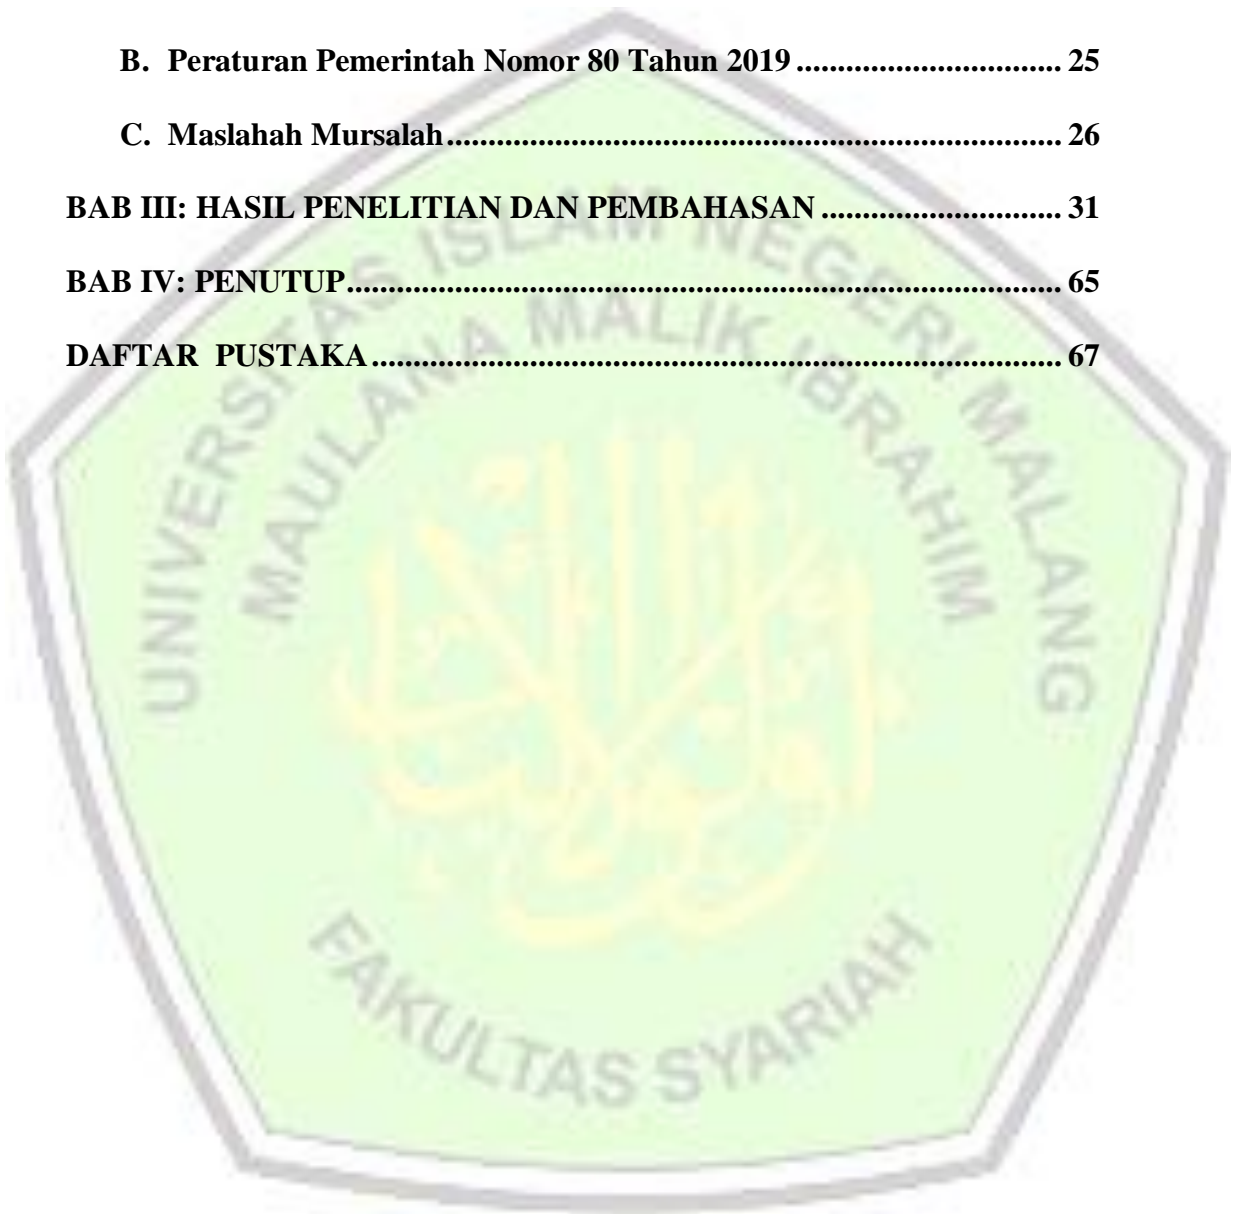 B. Peraturan Pemerintah Nomor 80 Tahun 2019 ................................. 25
C. Maslahah Mursalah ............................................................................ 26
BAB III: HASIL PENELITIAN DAN PEMBAHASAN .............................. 31
BAB IV: PENUTUP ......................................................................................... 65
DAFTAR PUSTAKA ...................................................................................... 67
UNIVERSITAS ISLAM NEGERI MALANG
MAULANA MALIK IBRAHIM
FAKULTAS SYARIAH